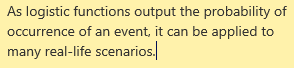 As logistic functions output the probability of
occurrence of an event, it can be applied to
many real-life scenarios.